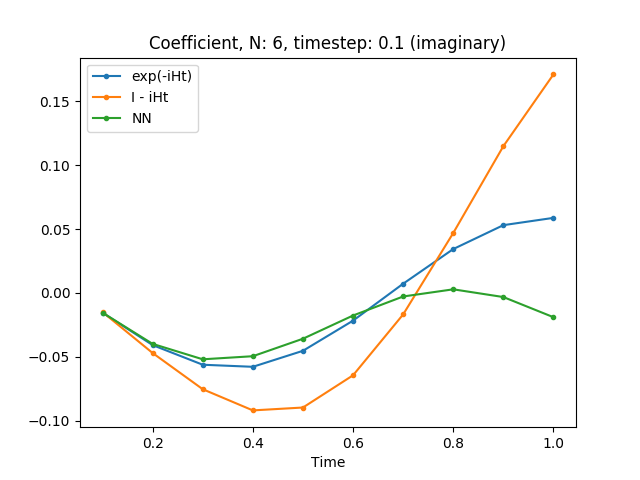 Coefficient, N: 6, timestep: 0.1 (imaginary)
exp(-iHt)
I - iHt
NN
0.15
0.10
0.05
0.00
−0.05
−0.10
0.2 0.4 0.6 0.8 1.0
Time